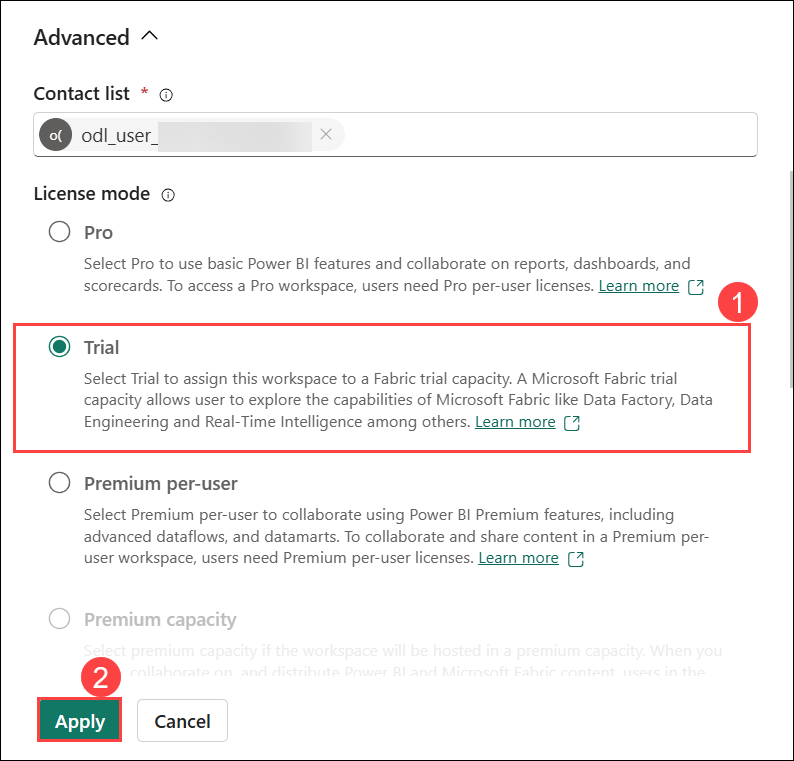 Advanced
Contact list *
o( odl_user_
License mode
Pro
Select Pro to use basic Power BI features and collaborate on reports, dashboards, and
scorecards. To access a Pro workspace, users need Pro per-user licenses. Learn more
1
Trial
Select Trial to assign this workspace to a Fabric trial capacity. A Microsoft Fabric trial
capacity allows user to explore the capabilities of Microsoft Fabric like Data Factory, Data
Engineering and Real-Time Intelligence among others. Learn more
Premium per-user
Select Premium per-user to collaborate using Power BI Premium features, including
advanced dataflows, and datamarts. To collaborate and share content in a Premium per-
user workspace, users need Premium per-user licenses. Learn more
Premium capacity
Select premium capacity if the workspace will be hosted in a premium capacity. When you
collaborate on, and distribute Power BI and Microsoft Fabric content, users in the
2
Apply Cancel